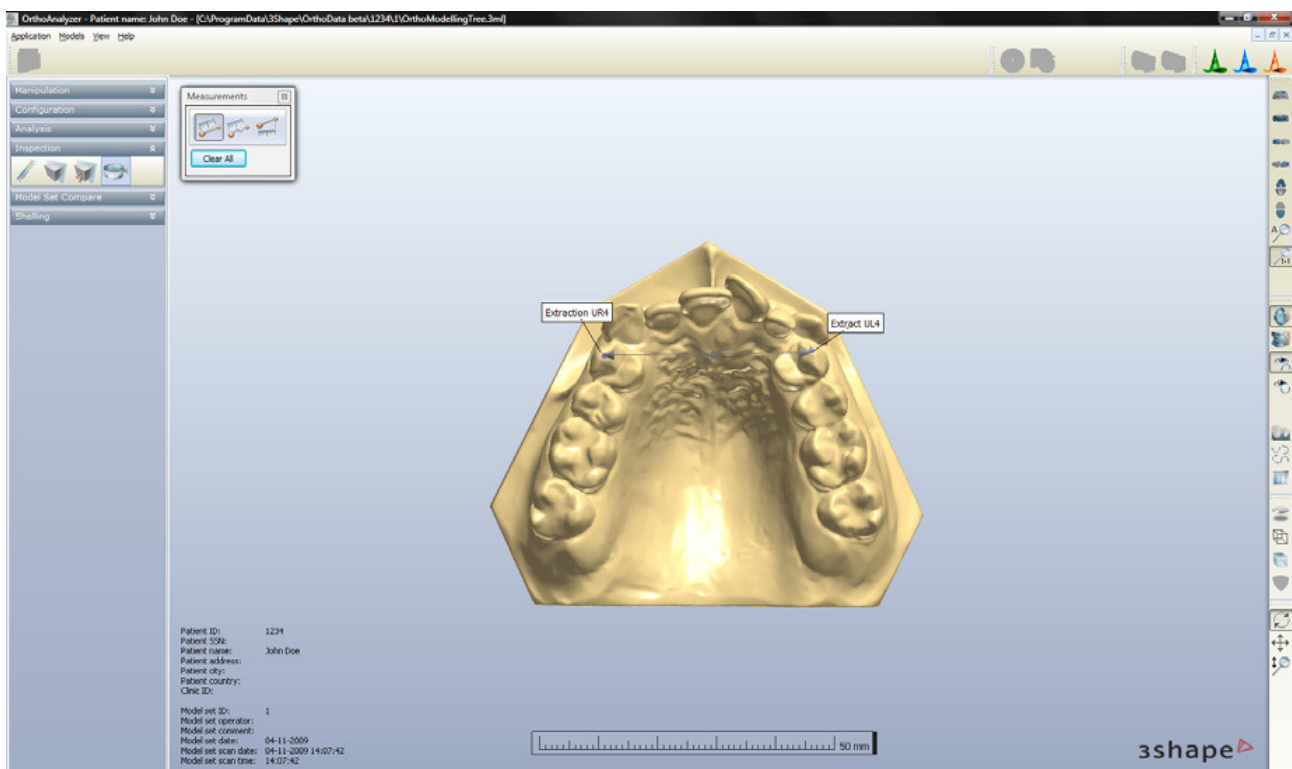 OrthoAnalyzer - Patient name: John Doe - [C:\ProgramData\3Shape\OrthoData beta\1234\1\OrthoModellingTree.3ml]
Application Models View Help
Manipulation
Configuration
Analysis
Inspection
Model Set Compare
Shelling
Measurements
Clear All
Extraction UR4
Extract UL4
A
1:1
Patient ID: 1234
Patient SSN:
Patient name: John Doe
Patient address:
Patient city:
Patient country:
Clinic ID:
Model set ID: 1
Model set operator:
Model set comment:
Model set date: 04-11-2009
Model set scan date: 04-11-2009 14:07:42
Model set scan time: 14:07:42
50 mm
3shape